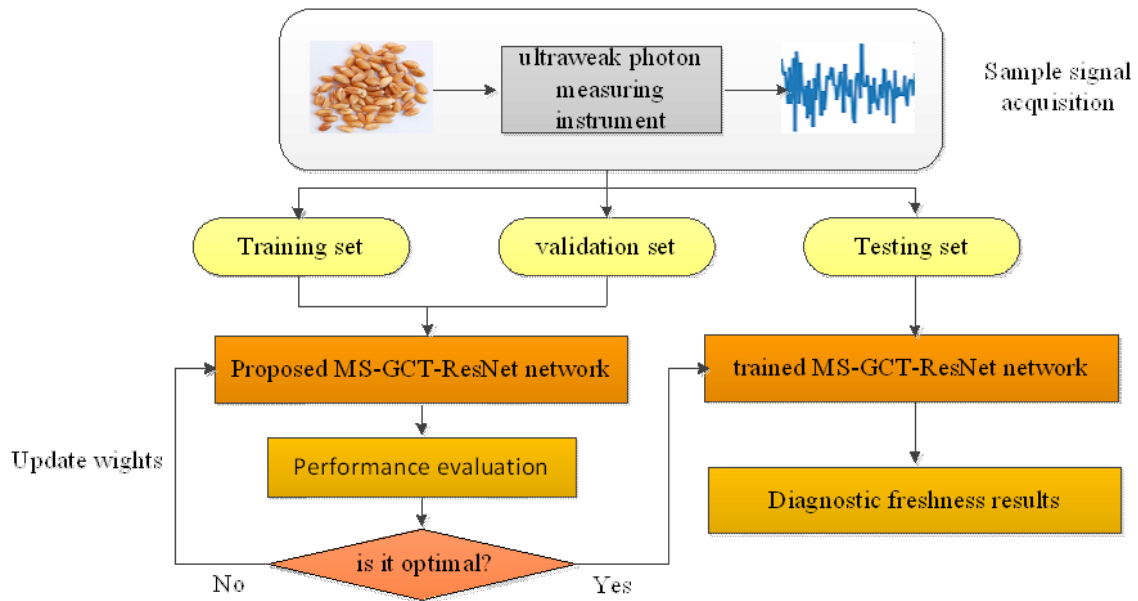 ultraweak photon
measuring
instrument
Sample signal
acquisition
Training set
validation set
Testing set
Proposed MS-GCT-ResNet network
trained MS-GCT-ResNet network
Update wights
Performance evaluation
Diagnostic freshness results
is it optimal?
No
Yes